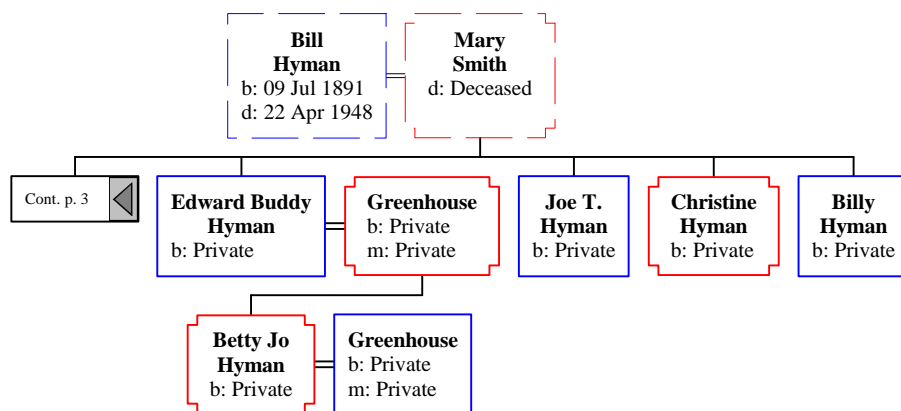 Bill
Hyman
b: 09 Jul 1891
d: 22 Apr 1948
Mary
Smith
d: Deceased
Cont. p. 3
Edward Buddy
Hyman
b: Private
Greenhouse
b: Private
m: Private
Joe T.
Hyman
b: Private
Christine
Hyman
b: Private
Billy
Hyman
b: Private
Betty Jo
Hyman
b: Private
Greenhouse
b: Private
m: Private